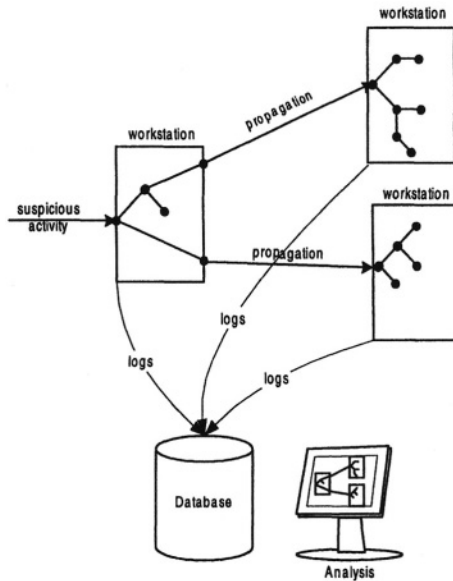 workstation
propagation
workstation
workstation
suspicious
activity
propagation
logs
logs
logs
Database
Analysis